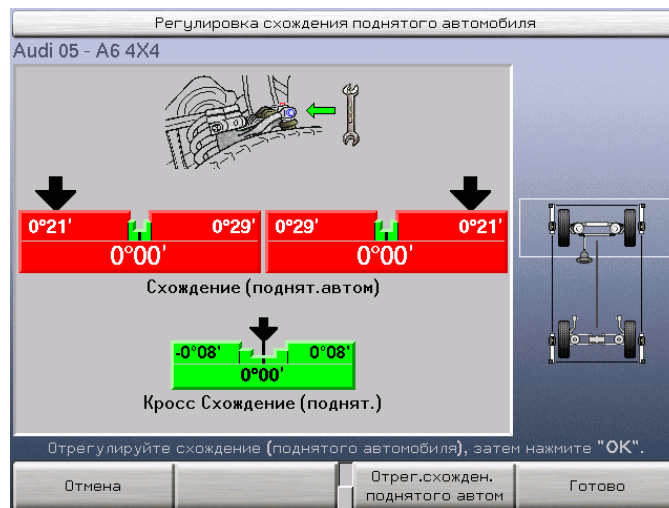 Регулировка схождения поднятого автомобиля
Audi 05 - A6 4X4
0°21' 0°29' 0°29' 0°21'
0°00' 0°00'
Схождение (поднят.автом)
-0°08' 0°08'
0°00'
Кросс Схождение (поднят.)
Отрегулируйте схождение (поднятого автомобиля), затем нажмите "OK".
Отмена
Отрег.схожден.
поднятого автом
Готово